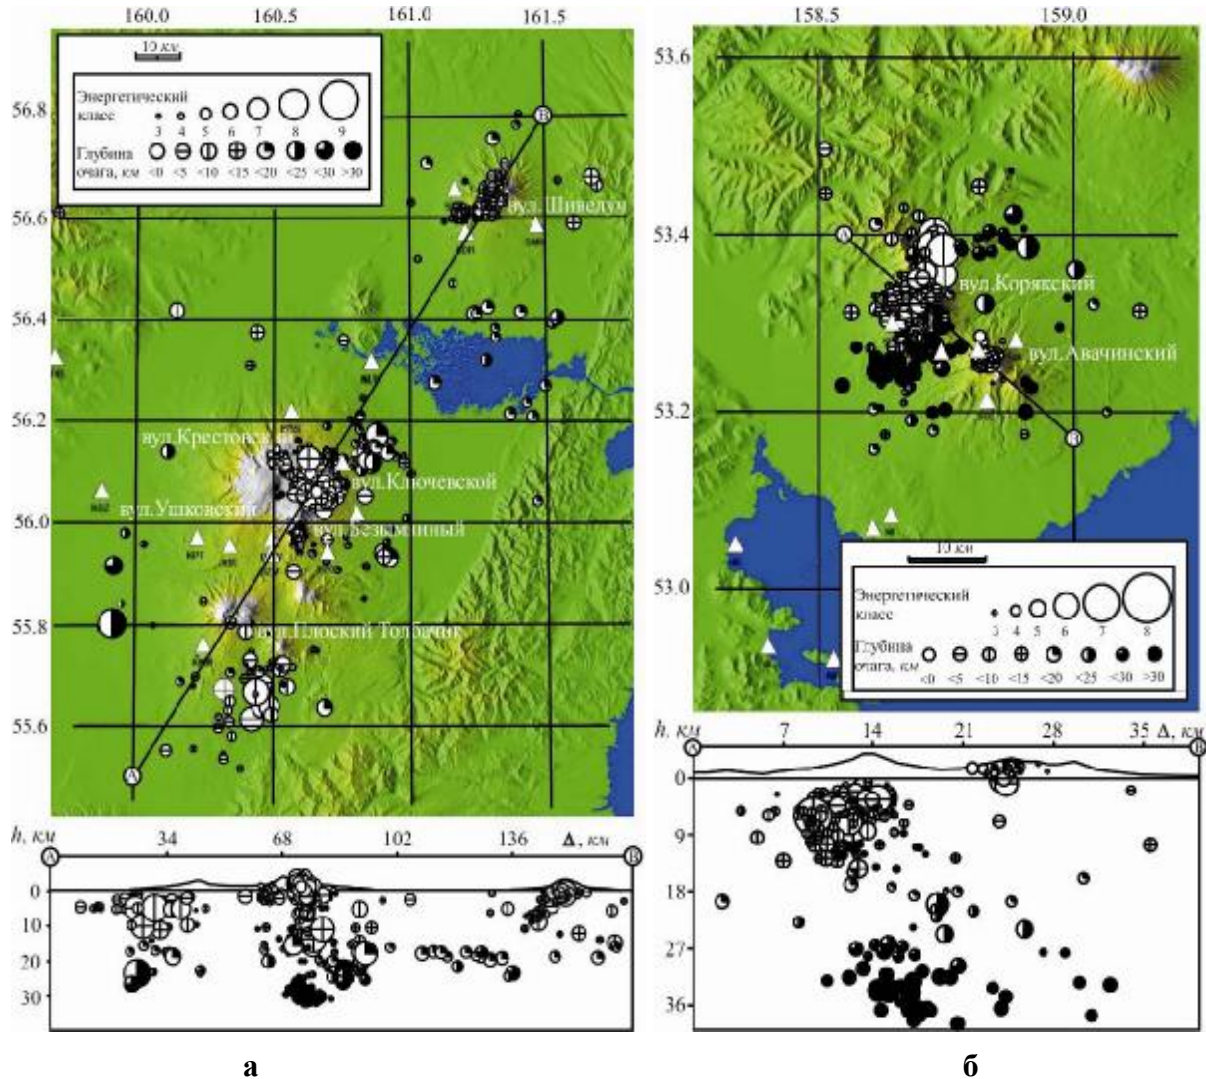 160.0 160.5 161.0 161.5
56.8
56.6
56.4
56.2
56.0
55.8
55.6
10 км
Энергетический
класс
3 4 5 6 7 8 9
Глубина
очага, км <0 <5 <10 <15 <20 <25 <30 >30
B
вул.Шивелуч
вул.Крестовский
вул.Ключевской
вул.Ушковский
вул.Безымянный
вул.Плоский Толбачик
A
h, км 34 68 102 136 Δ, км
A B
0
10
20
30
а
158.5 159.0
53.6
53.4
53.2
53.0
A
вул.Корякский
вул.Авачинский
B
10 км
Энергетический
класс
3 4 5 6 7 8
Глубина
очага, км
<0 <5 <10 <15 <20 <25 <30 >30
h. км 7 14 21 28 35 Δ, км
A B
0
9
18
27
36
б